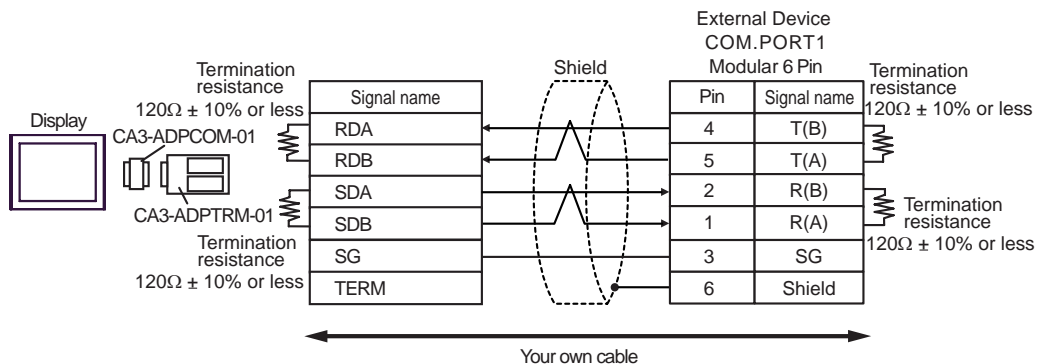 External Device
COM.PORT1
Modular 6 Pin
Shield
Termination
resistance
120Ω ± 10% or less
Termination
resistance
120Ω ± 10% or less
Display
CA3-ADPCOM-01
CA3-ADPTRM-01
Signal name
RDA
RDB
SDA
SDB
SG
TERM
Pin Signal name
4 T(B)
5 T(A)
2 R(B)
1 R(A)
3 SG
6 Shield
Termination
resistance
120Ω ± 10% or less
Termination
resistance
120Ω ± 10% or less
Your own cable